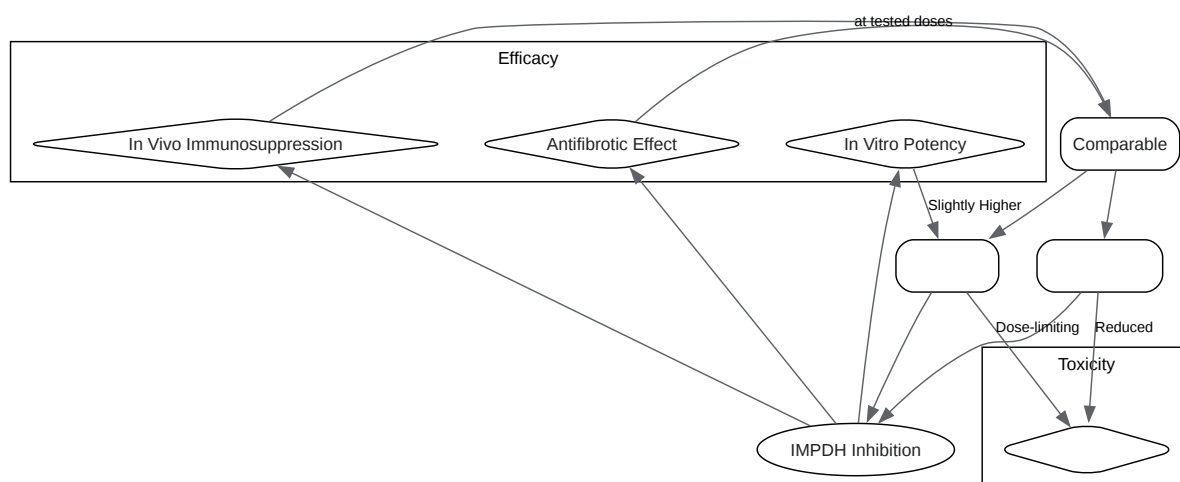 at tested doses
Efficacy
In Vivo Immunosuppression
Antifibrotic Effect
In Vitro Potency
Comparable
Slightly Higher
Dose-limiting
Reduced
Toxicity
IMPDH Inhibition